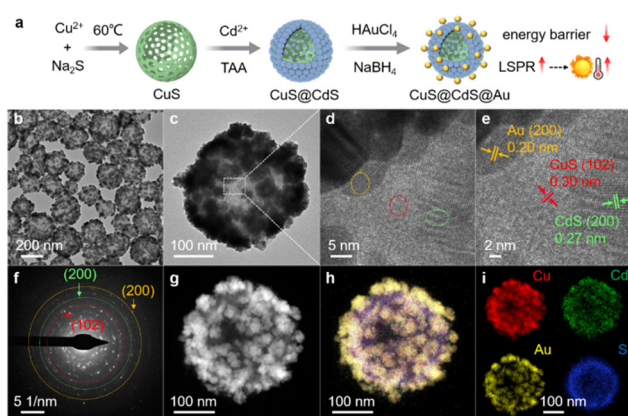 a
Cu²⁺
+
Na₂S
60℃
CuS
Cd²⁺
TAA
CuS@CdS
HAuCl₄
NaBH₄
CuS@CdS@Au
energy barrier
LSPR
b
200 nm
c
100 nm
d
5 nm
e
Au (200)
0.20 nm
CuS (102)
0.30 nm
CdS (200)
0.27 nm
2 nm
f
(200)
(200)
(102)
5 1/nm
g
100 nm
h
100 nm
i
Cu
Cd
Au
S
100 nm